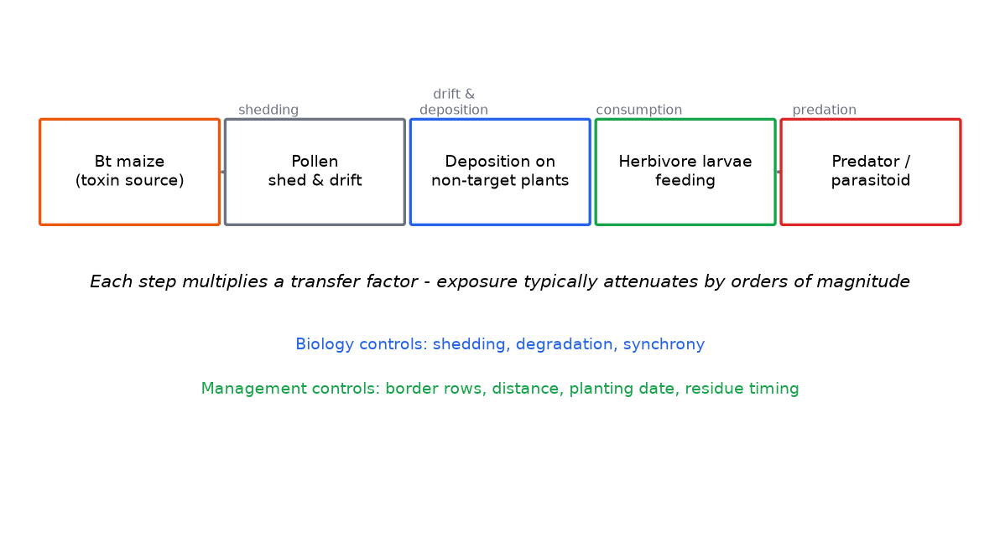 shedding
drift &
deposition
consumption
predation
Bt maize
(toxin source)
Pollen
shed & drift
Deposition on
non-target plants
Herbivore larvae
feeding
Predator /
parasitoid
Each step multiplies a transfer factor - exposure typically attenuates by orders of magnitude
Biology controls: shedding, degradation, synchrony
Management controls: border rows, distance, planting date, residue timing